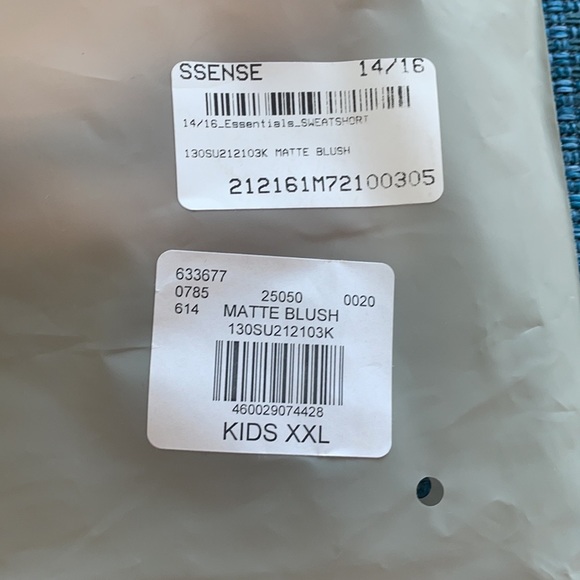 SSENSE 14/16
14/16_Essentials_SWEATSHORT
130SU212103K MATTE BLUSH
212161M72100305
633677
0785 25050 0020
614 MATTE BLUSH
130SU212103K
460029074428
KIDS XXL